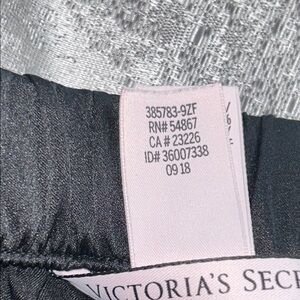 385783-9ZF
RN# 54867
CA # 23226
ID# 36007338
09 18
VICTORIA'S SEC